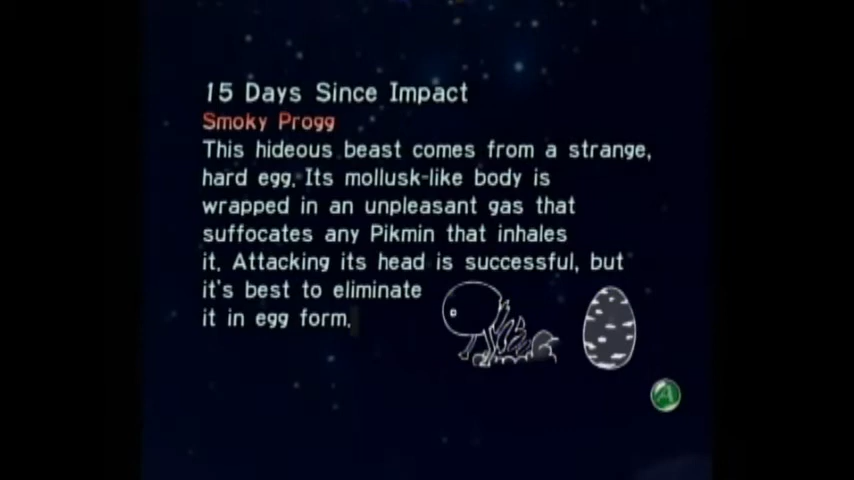 15 Days Since Impact
Smoky Progg
This hideous beast comes from a strange,
hard egg. Its mollusk-like body is
wrapped in an unpleasant gas that
suffocates any Pikmin that inhales
it. Attacking its head is successful, but
it's best to eliminate
it in egg form.
A